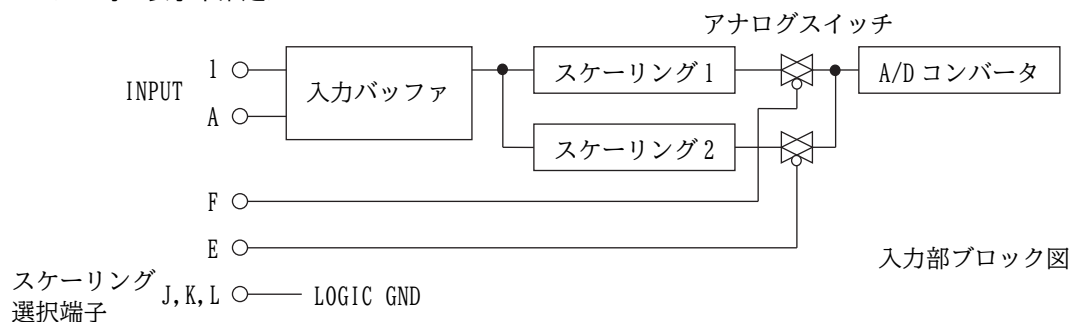 アナログスイッチ
INPUT
1
A
入力バッファ
スケーリング1
A/Dコンバータ
スケーリング2
F
E
入力部ブロック図
スケーリング
選択端子
J,K,L
LOGIC GND